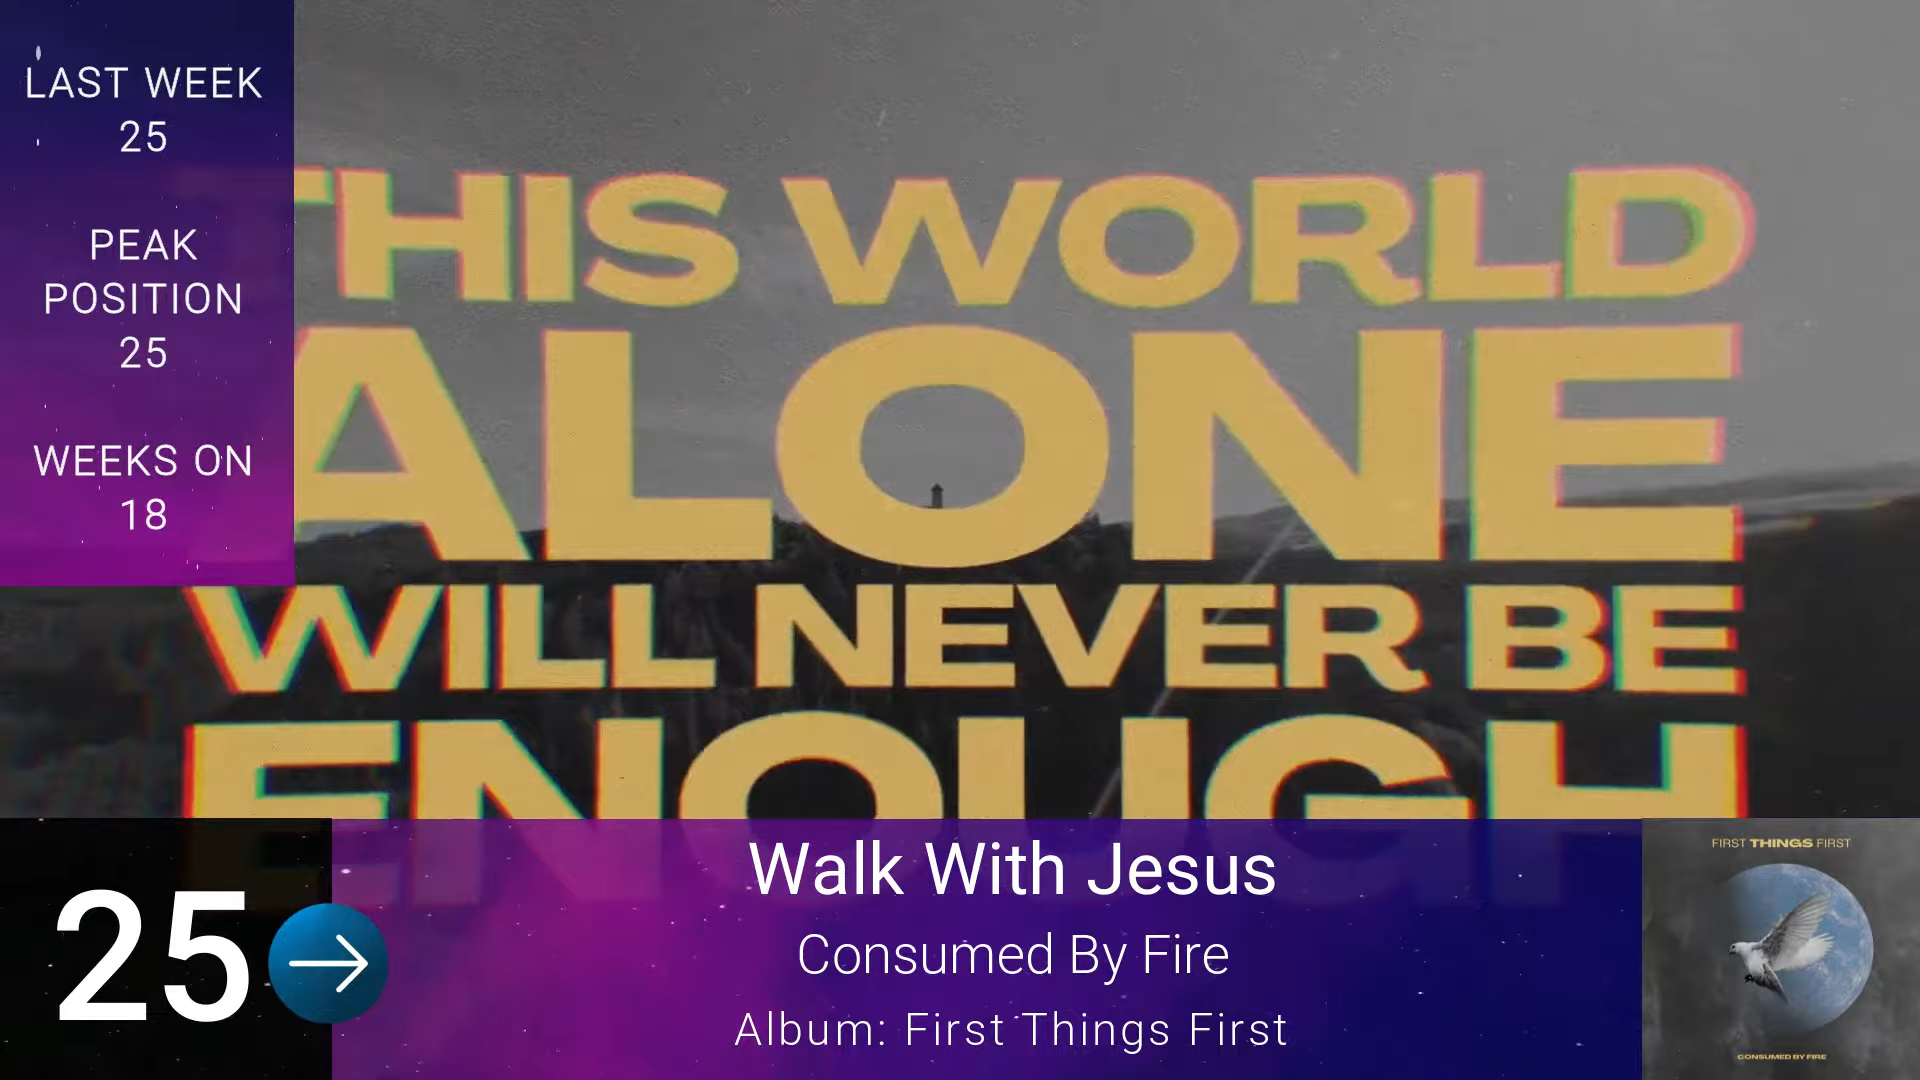 LAST WEEK
25
PEAK
POSITION
25
WEEKS ON
18
THIS WORLD
ALONE
WILL NEVER BE
ENOUGH
25
Walk With Jesus
Consumed By Fire
Album: First Things First
FIRST THINGS FIRST
CONSUMED BY FIRE